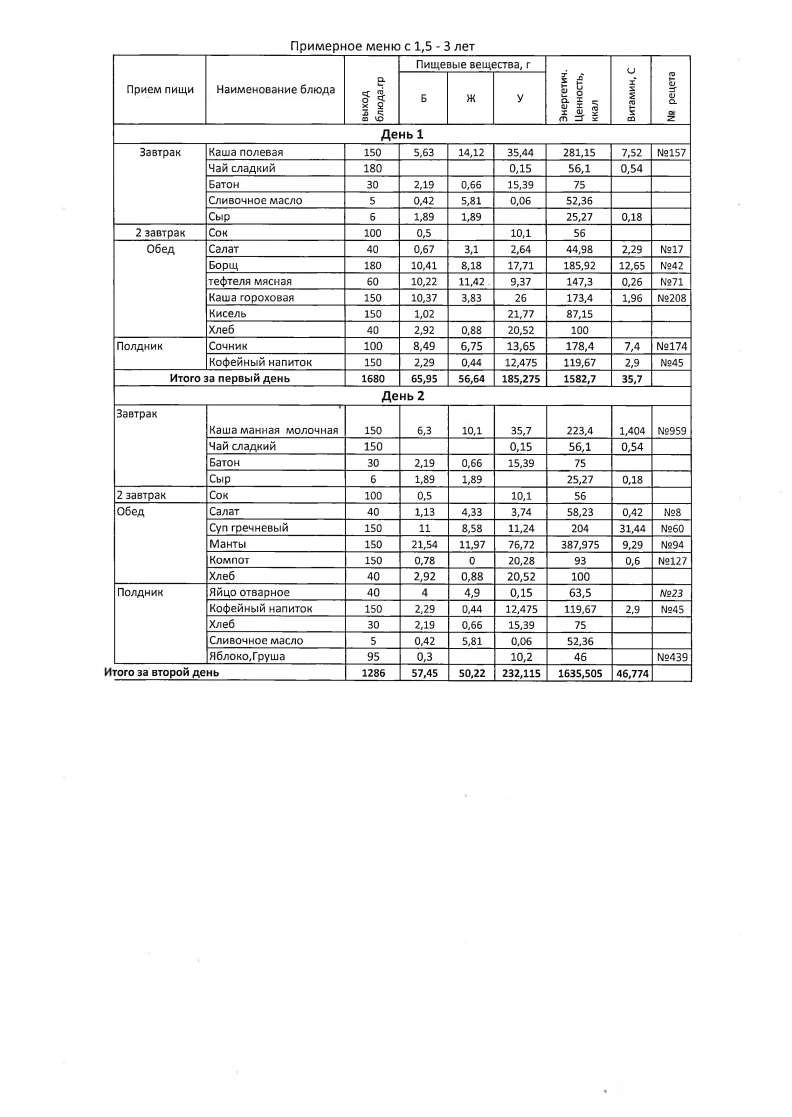 Примерное меню с 1,5 - 3 лет
Прием пищи Наименование блюда выход блюда.гр Пищевые вещества, г Энергетич. Ценность, ккал Витамин, С № рецета
Б Ж У
День 1
Завтрак Каша полевая 150 5,63 14,12 35,44 281,15 7,52 №157
Чай сладкий 180 0,15 56,1 0,54
Батон 30 2,19 0,66 15,39 75
Сливочное масло 5 0,42 5,81 0,06 52,36
Сыр 6 1,89 1,89 25,27 0,18
2 завтрак Сок 100 0,5 10,1 56
Обед Салат 40 0,67 3,1 2,64 44,98 2,29 №17
Борщ 180 10,41 8,18 17,71 185,92 12,65 №42
тефтеля мясная 60 10,22 11,42 9,37 147,3 0,26 №71
Каша гороховая 150 10,37 3,83 26 173,4 1,96 №208
Кисель 150 1,02 21,77 87,15
Хлеб 40 2,92 0,88 20,52 100
Полдник Сочник 100 8,49 6,75 13,65 178,4 7,4 №174
Кофейный напиток 150 2,29 0,44 12,475 119,67 2,9 №45
Итого за первый день 1680 65,95 56,64 185,275 1582,7 35,7
День 2
Завтрак
Каша манная молочная 150 6,3 10,1 35,7 223,4 1,404 №959
Чай сладкий 150 0,15 56,1 0,54
Батон 30 2,19 0,66 15,39 75
Сыр 6 1,89 1,89 25,27 0,18
2 завтрак Сок 100 0,5 10,1 56
Обед Салат 40 1,13 4,33 3,74 58,23 0,42 №8
Суп гречневый 150 11 8,58 11,24 204 31,44 №60
Манты 150 21,54 11,97 76,72 387,975 9,29 №94
Компот 150 0,78 0 20,28 93 0,6 №127
Хлеб 40 2,92 0,88 20,52 100
Полдник Яйцо отварное 40 4 4,9 0,15 63,5 №23
Кофейный напиток 150 2,29 0,44 12,475 119,67 2,9 №45
Хлеб 30 2,19 0,66 15,39 75
Сливочное масло 5 0,42 5,81 0,06 52,36
Яблоко,Груша 95 0,3 10,2 46 №439
Итого за второй день 1286 57,45 50,22 232,115 1635,505 46,774